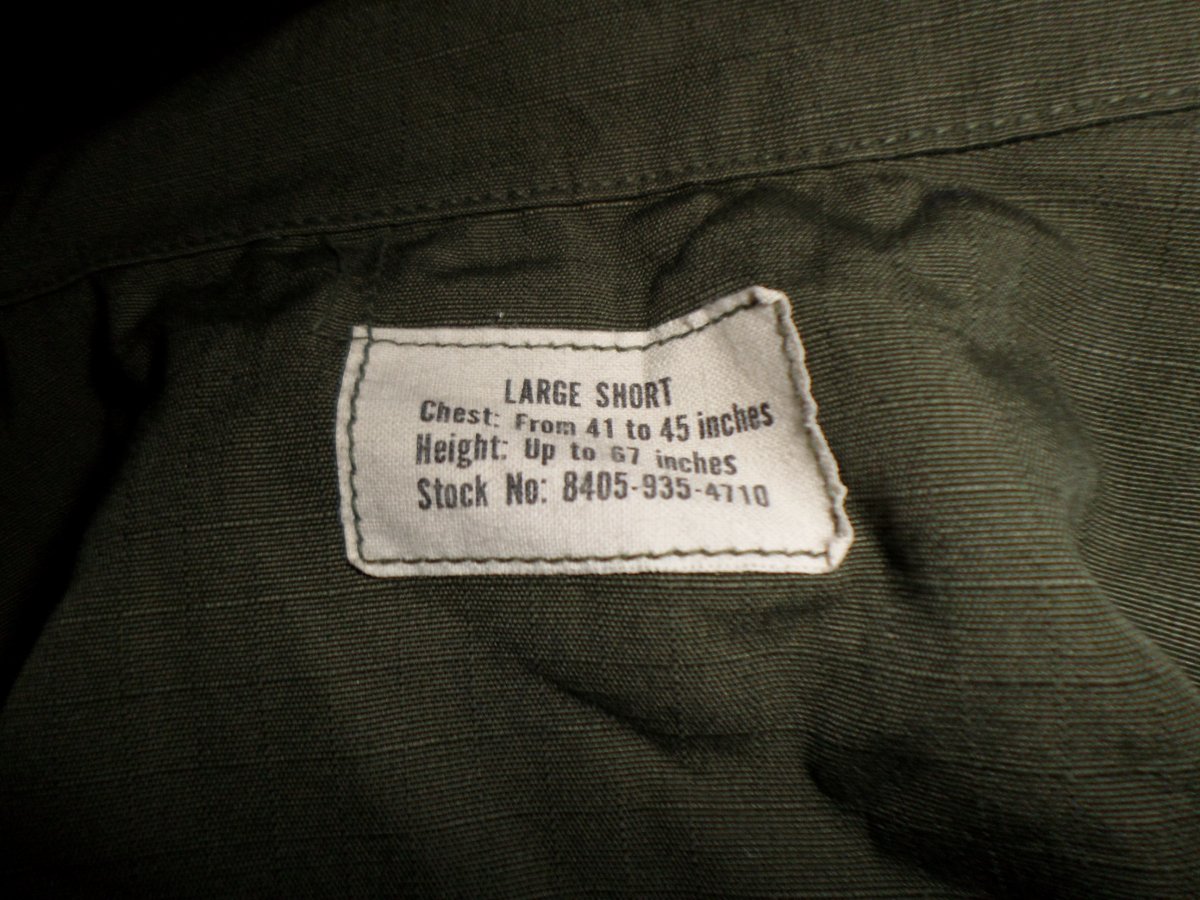 LARGE SHORT
Chest: From 41 to 45 inches
Height: Up to 67 inches
Stock No: 8405-935-4710